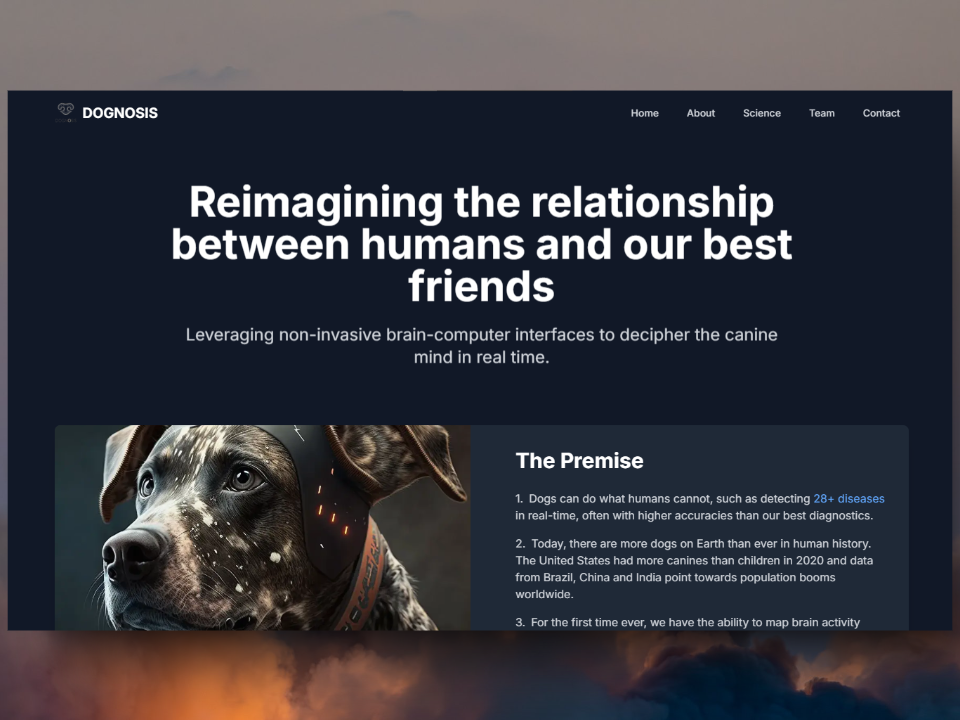 DOGNOSIS
Home About Science Team Contact
Reimagining the relationship
between humans and our best
friends
Leveraging non-invasive brain-computer interfaces to decipher the canine
mind in real time.
The Premise
1. Dogs can do what humans cannot, such as detecting 28+ diseases
in real-time, often with higher accuracies than our best diagnostics.
2. Today, there are more dogs on Earth than ever in human history.
The United States had more canines than children in 2020 and data
from Brazil, China and India point towards population booms
worldwide.
3. For the first time ever, we have the ability to map brain activity